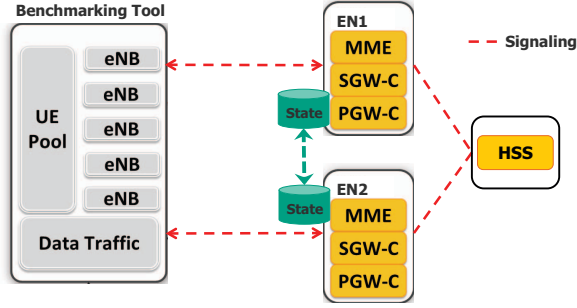 Benchmarking Tool
UE
Pool
eNB
eNB
eNB
eNB
eNB
Data Traffic
EN1
MME
SGW-C
PGW-C
State
State
EN2
MME
SGW-C
PGW-C
Signaling
HSS